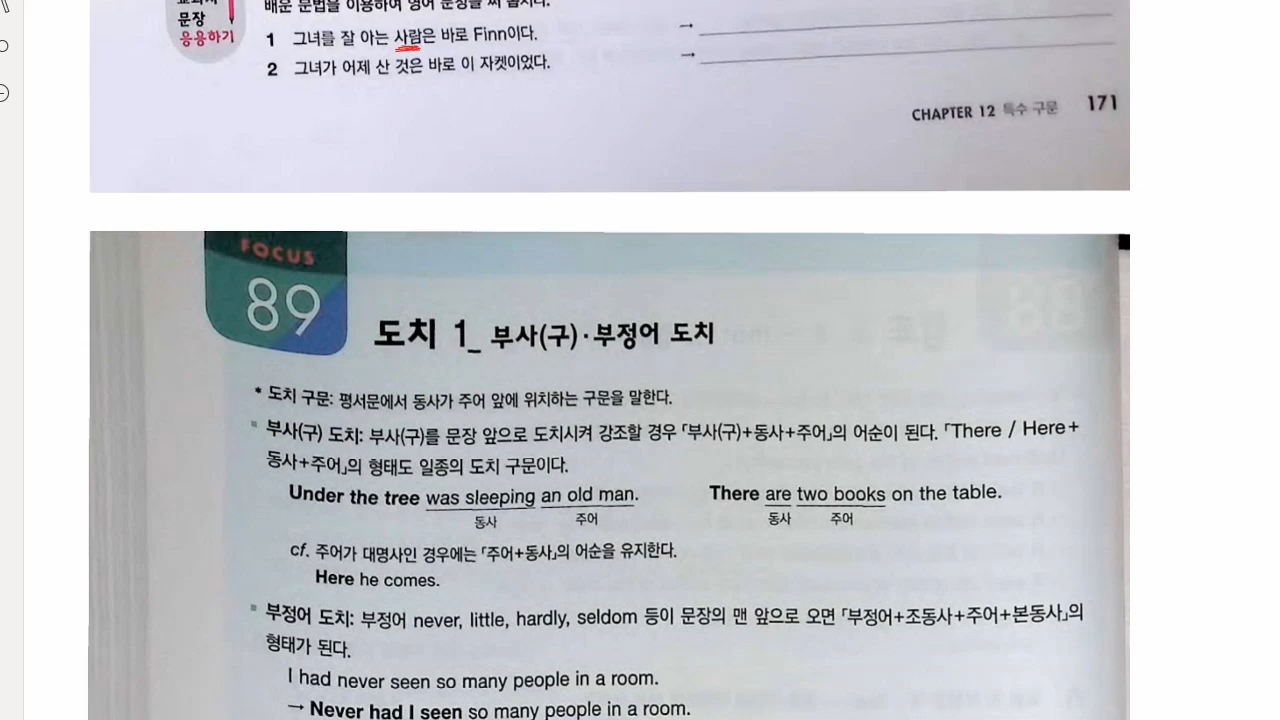 문장
응용하기
배운 문법을 이용하여 영어 문장을 써 봅시다.
1 그녀를 잘 아는 사람은 바로 Finn이다. →
2 그녀가 어제 산 것은 바로 이 자켓이었다. →
CHAPTER 12 특수 구문 171
FOCUS
89
도치 1_ 부사(구)·부정어 도치
* 도치 구문: 평서문에서 동사가 주어 앞에 위치하는 구문을 말한다.
부사(구) 도치: 부사(구)를 문장 앞으로 도치시켜 강조할 경우 「부사(구)+동사+주어」의 어순이 된다. 「There / Here+
동사+주어」의 형태도 일종의 도치 구문이다.
Under the tree was sleeping an old man. There are two books on the table.
동사 주어 동사 주어
cf. 주어가 대명사인 경우에는 「주어+동사」의 어순을 유지한다.
Here he comes.
부정어 도치: 부정어 never, little, hardly, seldom 등이 문장의 맨 앞으로 오면 「부정어+조동사+주어+본동사」의
형태가 된다.
I had never seen so many people in a room.
→ Never had I seen so many people in a room.